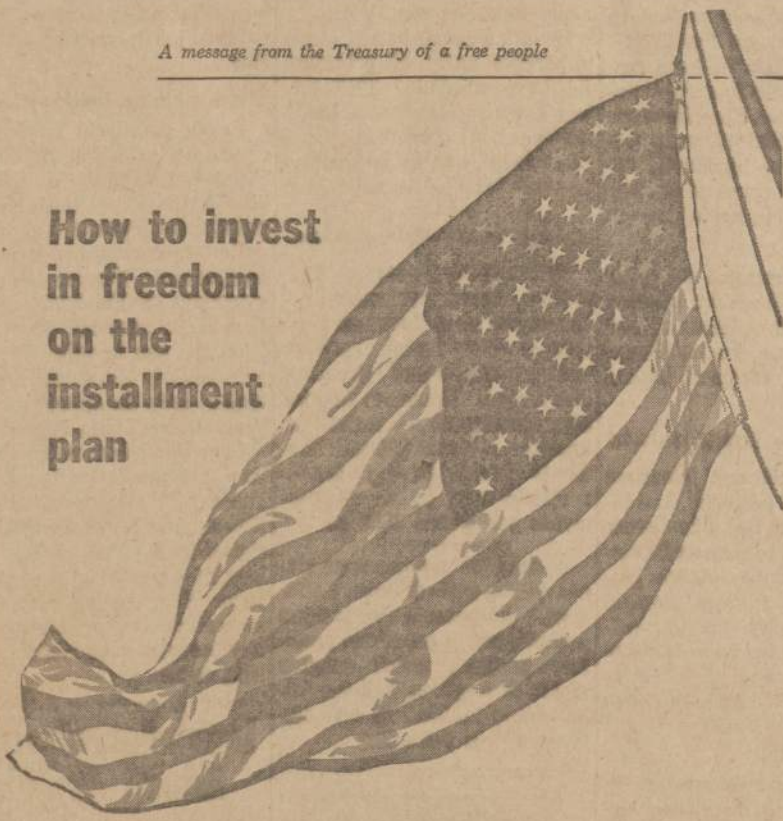 A message from the Treasury of a free people
How to invest
in freedom
on the
installment
plan